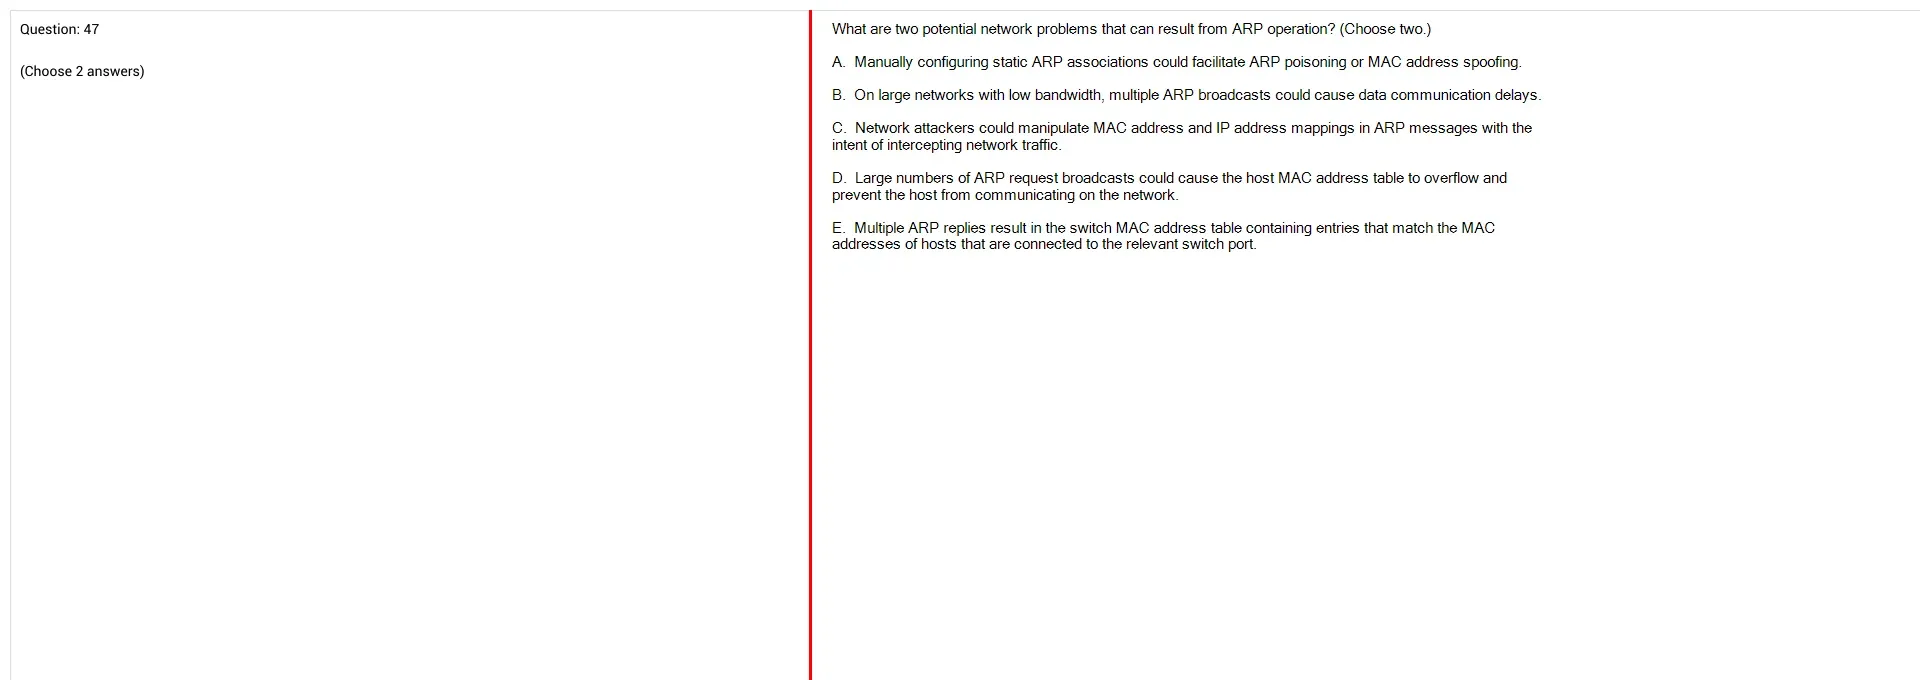 Question: 47
(Choose 2 answers)
What are two potential network problems that can result from ARP operation? (Choose two.)
A. Manually configuring static ARP associations could facilitate ARP poisoning or MAC address spoofing.
B. On large networks with low bandwidth, multiple ARP broadcasts could cause data communication delays.
C. Network attackers could manipulate MAC address and IP address mappings in ARP messages with the
intent of intercepting network traffic.
D. Large numbers of ARP request broadcasts could cause the host MAC address table to overflow and
prevent the host from communicating on the network.
E. Multiple ARP replies result in the switch MAC address table containing entries that match the MAC
addresses of hosts that are connected to the relevant switch port.